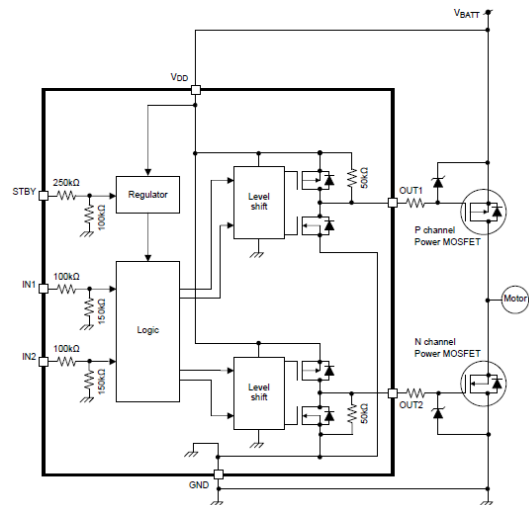 VBATT
VDD
STBY
250kΩ
100kΩ
Regulator
Level
shift
50kΩ
OUT1
P channel
Power MOSFET
IN1
100kΩ
150kΩ
Logic
Motor
IN2
100kΩ
150kΩ
N channel
Power MOSFET
Level
shift
50kΩ
OUT2
GND